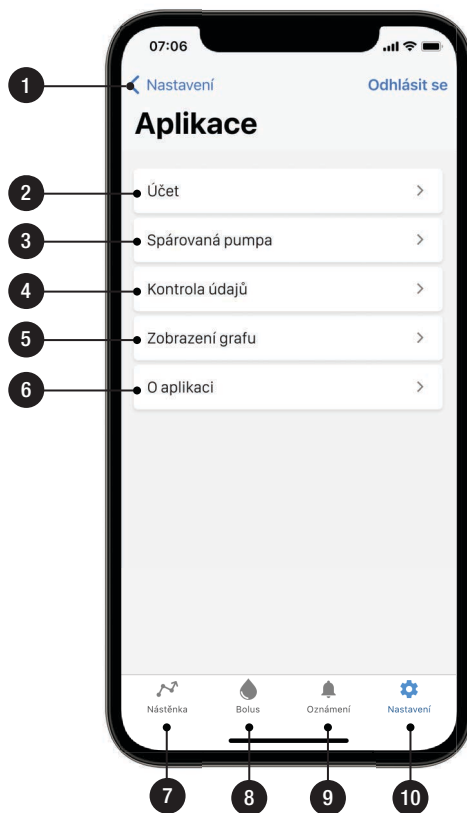 07:06
1
Nastavení
Odhlásit se
Aplikace
2
Účet
3
Spárovaná pumpa
4
Kontrola údajů
5
Zobrazení grafu
6
O aplikaci
Nástěnka
Bolus
Oznámení
Nastavení
7
8
9
10